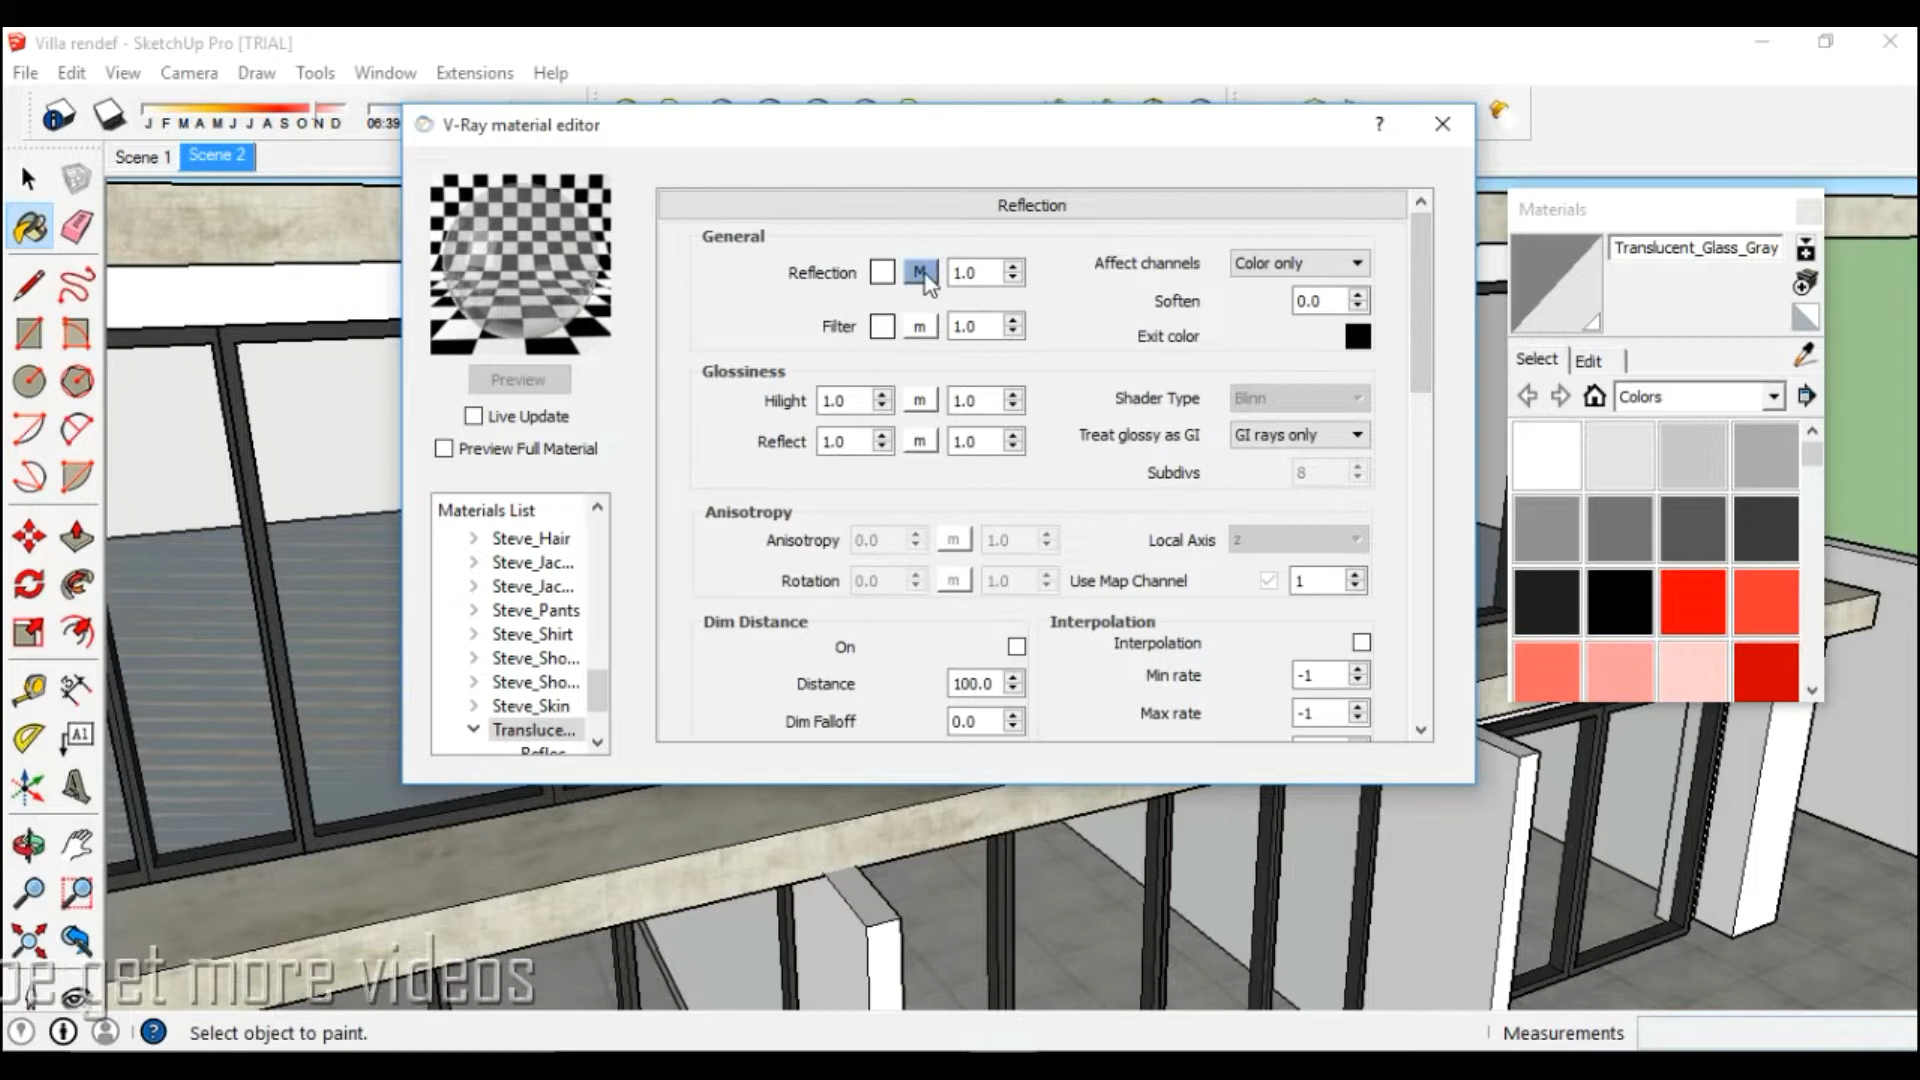 Villa rendef - SketchUp Pro [TRIAL]
File Edit View Camera Draw Tools Window Extensions Help
J F M A M J J A S O N D 06:39
V-Ray material editor ?
Scene 1 Scene 2
Reflection
General
Reflection M 1.0
Affect channels Color only
Soften 0.0
Filter m 1.0
Exit color
Preview
Live Update
Preview Full Material
Glossiness
Hilight 1.0 m 1.0
Shader Type Blinn
Reflect 1.0 m 1.0
Treat glossy as GI GI rays only
Subdivs 8
Anisotropy
Anisotropy 0.0 m 1.0
Local Axis z
Rotation 0.0 m 1.0
Use Map Channel 1
Dim Distance
On
Distance 100.0
Dim Falloff 0.0
Interpolation
Interpolation
Min rate -1
Max rate -1
Materials List
Steve_Hair
Steve_Jac...
Steve_Jac...
Steve_Pants
Steve_Shirt
Steve_Sho...
Steve_Sho...
Steve_Skin
Transluce...
Materials
Translucent_Glass_Gray
Select Edit
Colors
A1
get more videos
Select object to paint.
Measurements